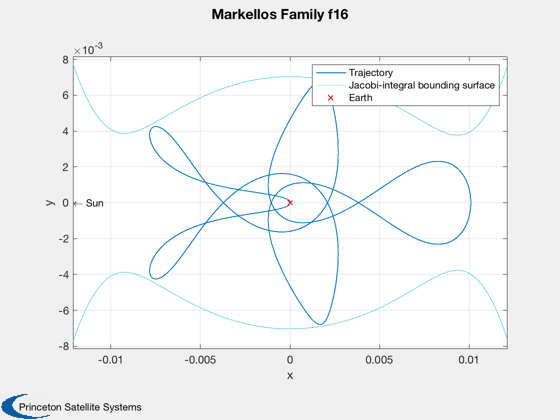 Markellos Family f16
×10⁻³
8
6
4
2
0
-2
-4
-6
-8
y
← Sun
Trajectory
Jacobi-integral bounding surface
Earth
-0.01
-0.005
0
0.005
0.01
x
Princeton Satellite Systems